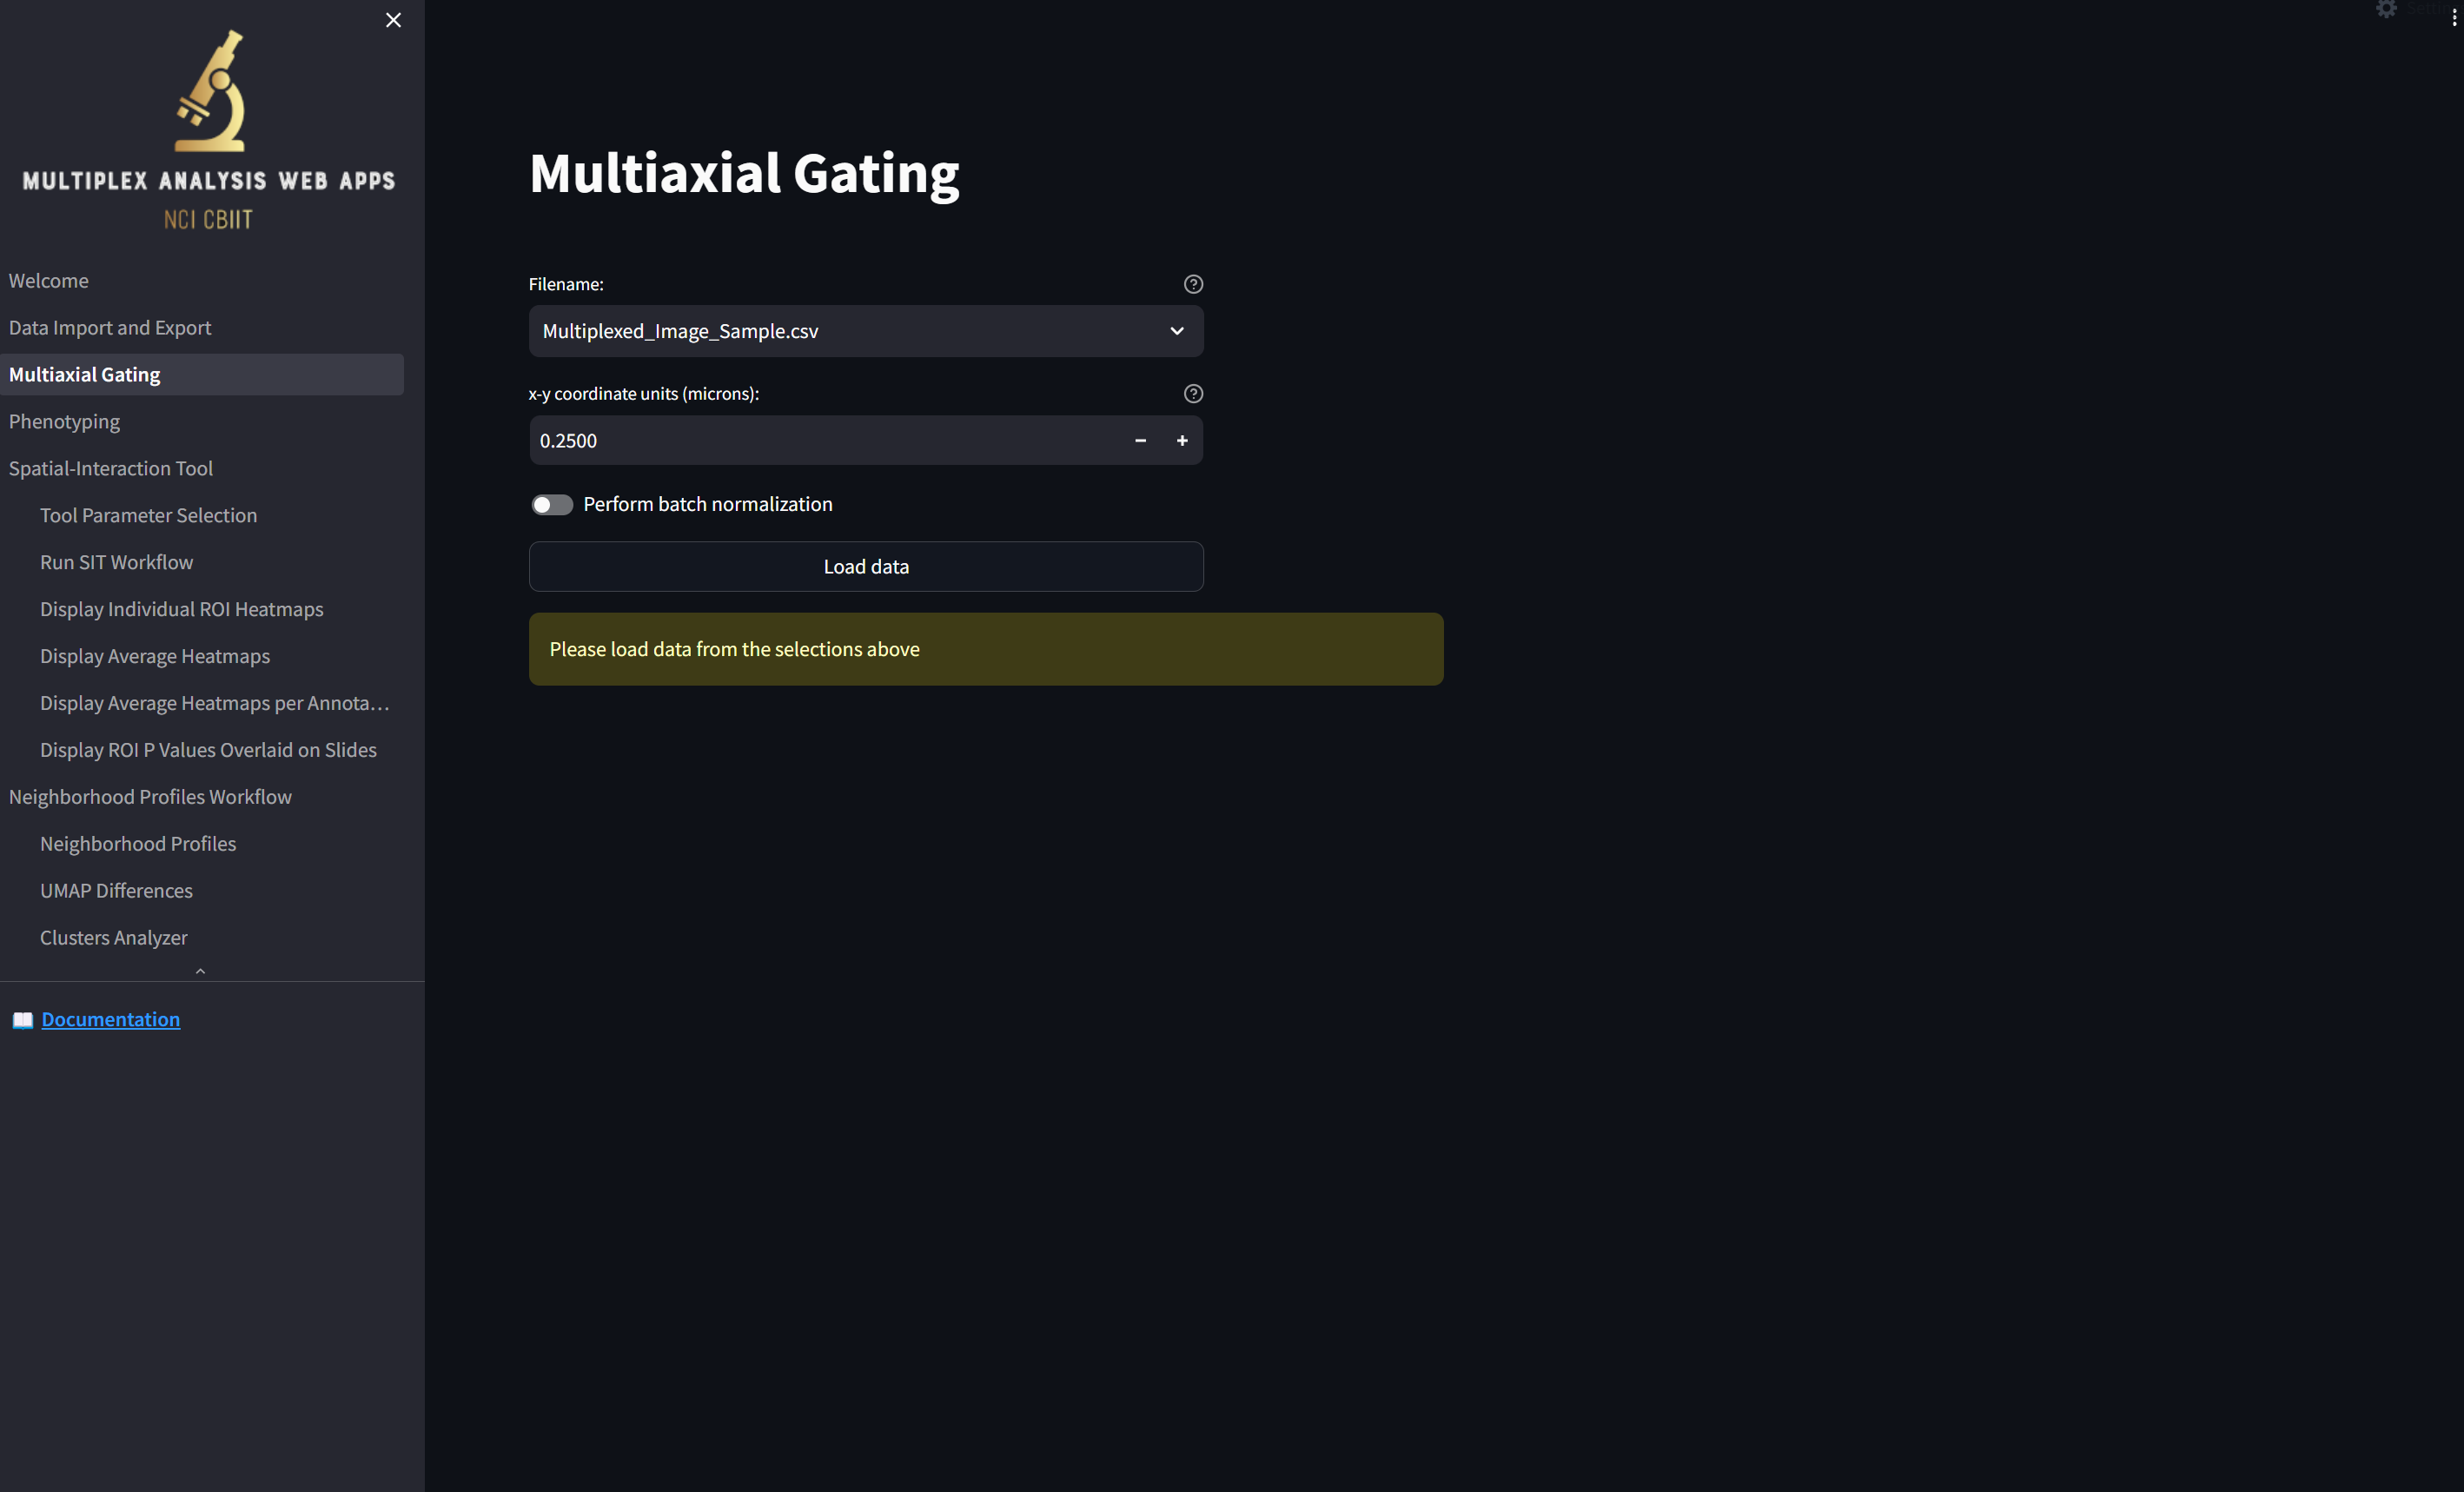 MULTIPLEX ANALYSIS WEB APPS
NCI CBIIT
Welcome
Data Import and Export
Multiaxial Gating
Phenotyping
Spatial-Interaction Tool
Tool Parameter Selection
Run SIT Workflow
Display Individual ROI Heatmaps
Display Average Heatmaps
Display Average Heatmaps per Annota...
Display ROI P Values Overlaid on Slides
Neighborhood Profiles Workflow
Neighborhood Profiles
UMAP Differences
Clusters Analyzer
Documentation
Multiaxial Gating
Filename:
Multiplexed_Image_Sample.csv
x-y coordinate units (microns):
0.2500
Perform batch normalization
Load data
Please load data from the selections above